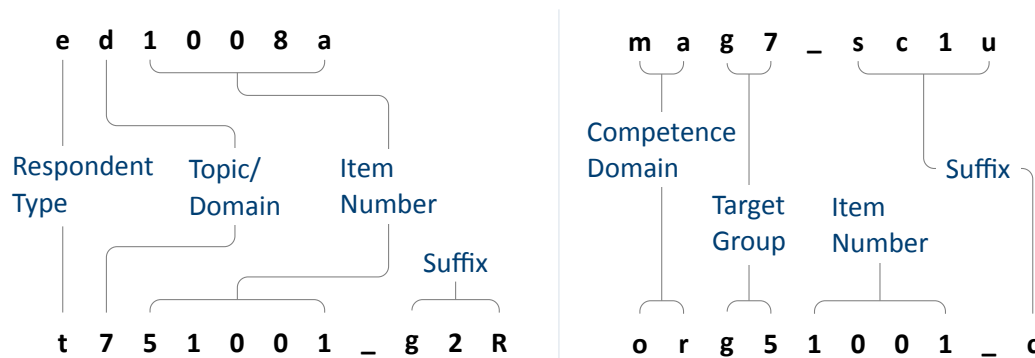 e d 1 0 0 8 a
Respondent
Type
Topic/
Domain
Item
Number
Suffix
t 7 5 1 0 0 1 _ g 2 R
m a g 7 _ s c 1 u
Competence
Domain
Target
Group
Item
Number
Suffix
o r g 5 1 0 0 1 _